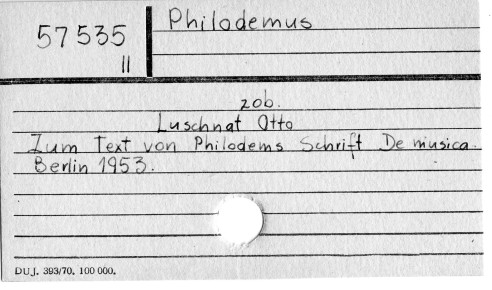 57535
II
Philodemus
zob.
Luschnat Otto
Zum Text von Philodems Schrift De musica.
Berlin 1953.
DUJ. 393/70. 100 000.